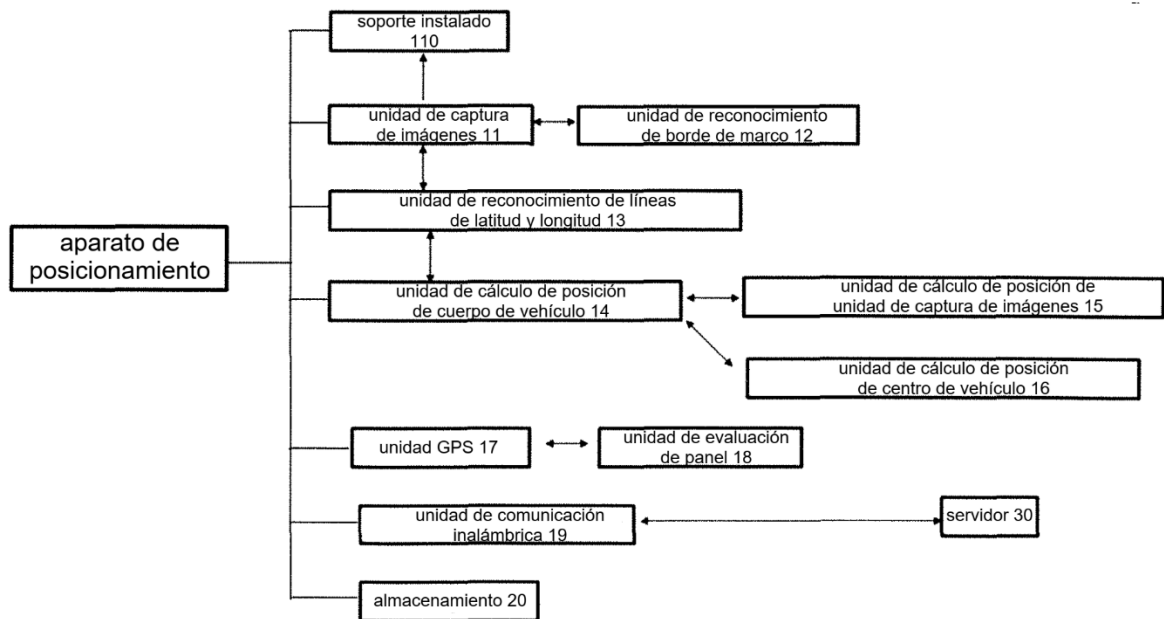 soporte instalado
110
unidad de captura
de imágenes 11
unidad de reconocimiento
de borde de marco 12
unidad de reconocimiento de líneas
de latitud y longitud 13
aparato de
posicionamiento
unidad de cálculo de posición
de cuerpo de vehículo 14
unidad de cálculo de posición de
unidad de captura de imágenes 15
unidad de cálculo de posición
de centro de vehículo 16
unidad GPS 17
unidad de evaluación
de panel 18
unidad de comunicación
inalámbrica 19
servidor 30
almacenamiento 20